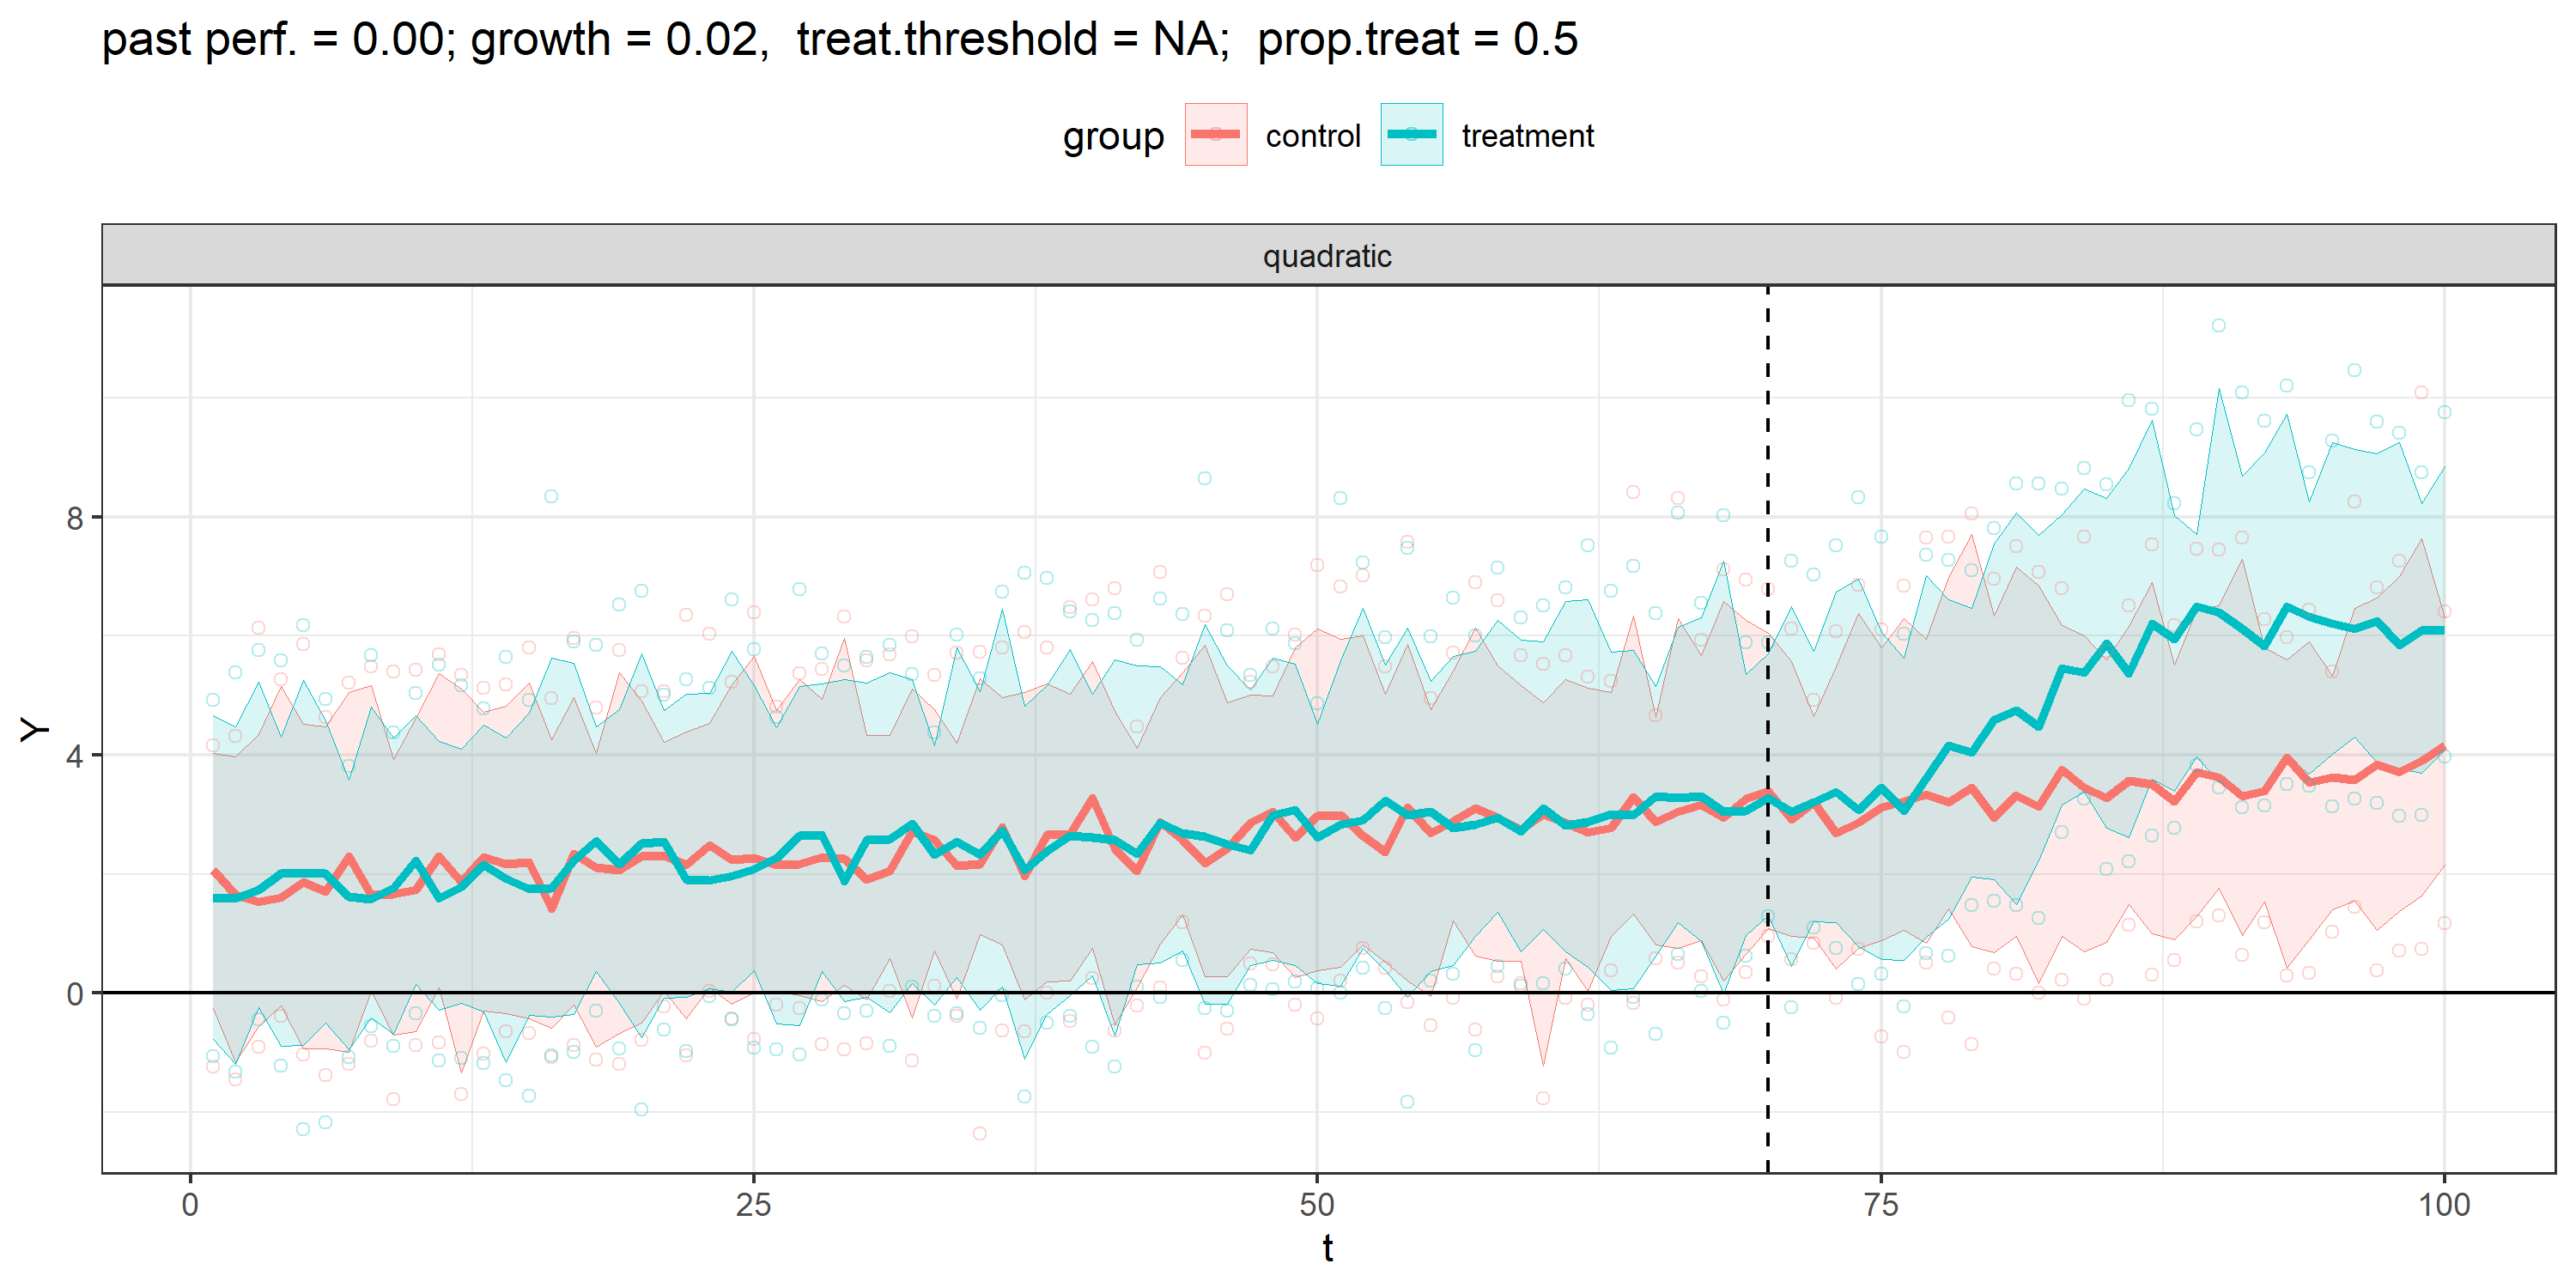 past perf. = 0.00; growth = 0.02,  treat.threshold = NA;  prop.treat = 0.5
group control treatment
quadratic
8
4
0
Y
0 25 50 75 100
t